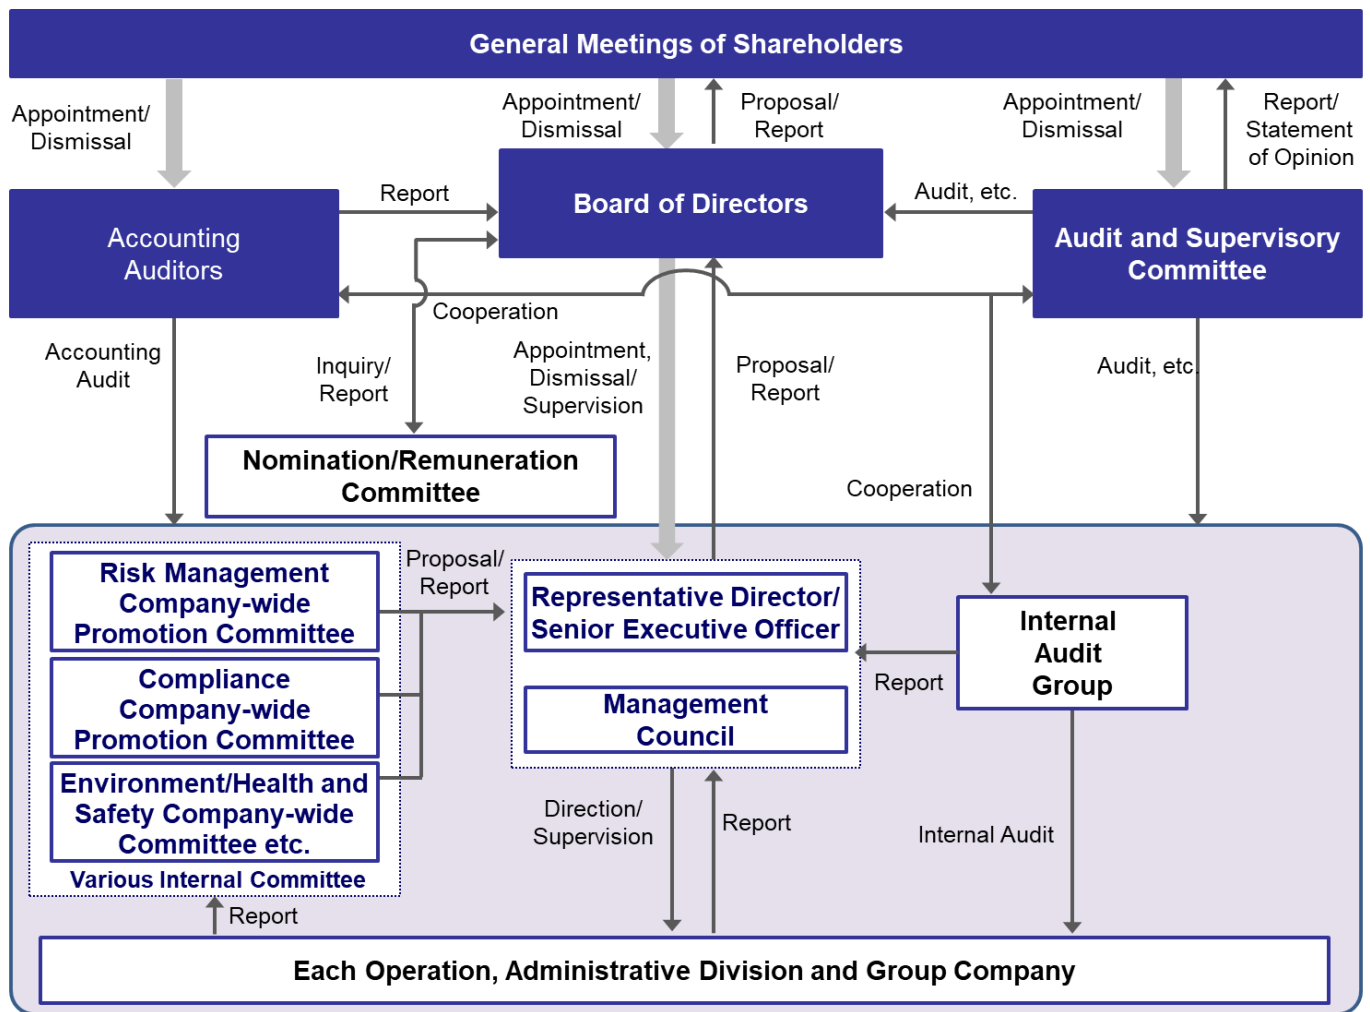 General Meetings of Shareholders
Appointment/
Dismissal
Appointment/
Dismissal
Proposal/
Report
Appointment/
Dismissal
Report/
Statement
of Opinion
Accounting
Auditors
Report
Board of Directors
Audit, etc.
Audit and Supervisory
Committee
Cooperation
Accounting
Audit
Inquiry/
Report
Appointment,
Dismissal/
Supervision
Proposal/
Report
Audit, etc.
Nomination/Remuneration
Committee
Cooperation
Risk Management
Company-wide
Promotion Committee
Compliance
Company-wide
Promotion Committee
Environment/Health and
Safety Company-wide
Committee etc.
Various Internal Committee
Proposal/
Report
Representative Director/
Senior Executive Officer
Management
Council
Report
Internal
Audit
Group
Direction/
Supervision
Report
Internal Audit
Report
Each Operation, Administrative Division and Group Company